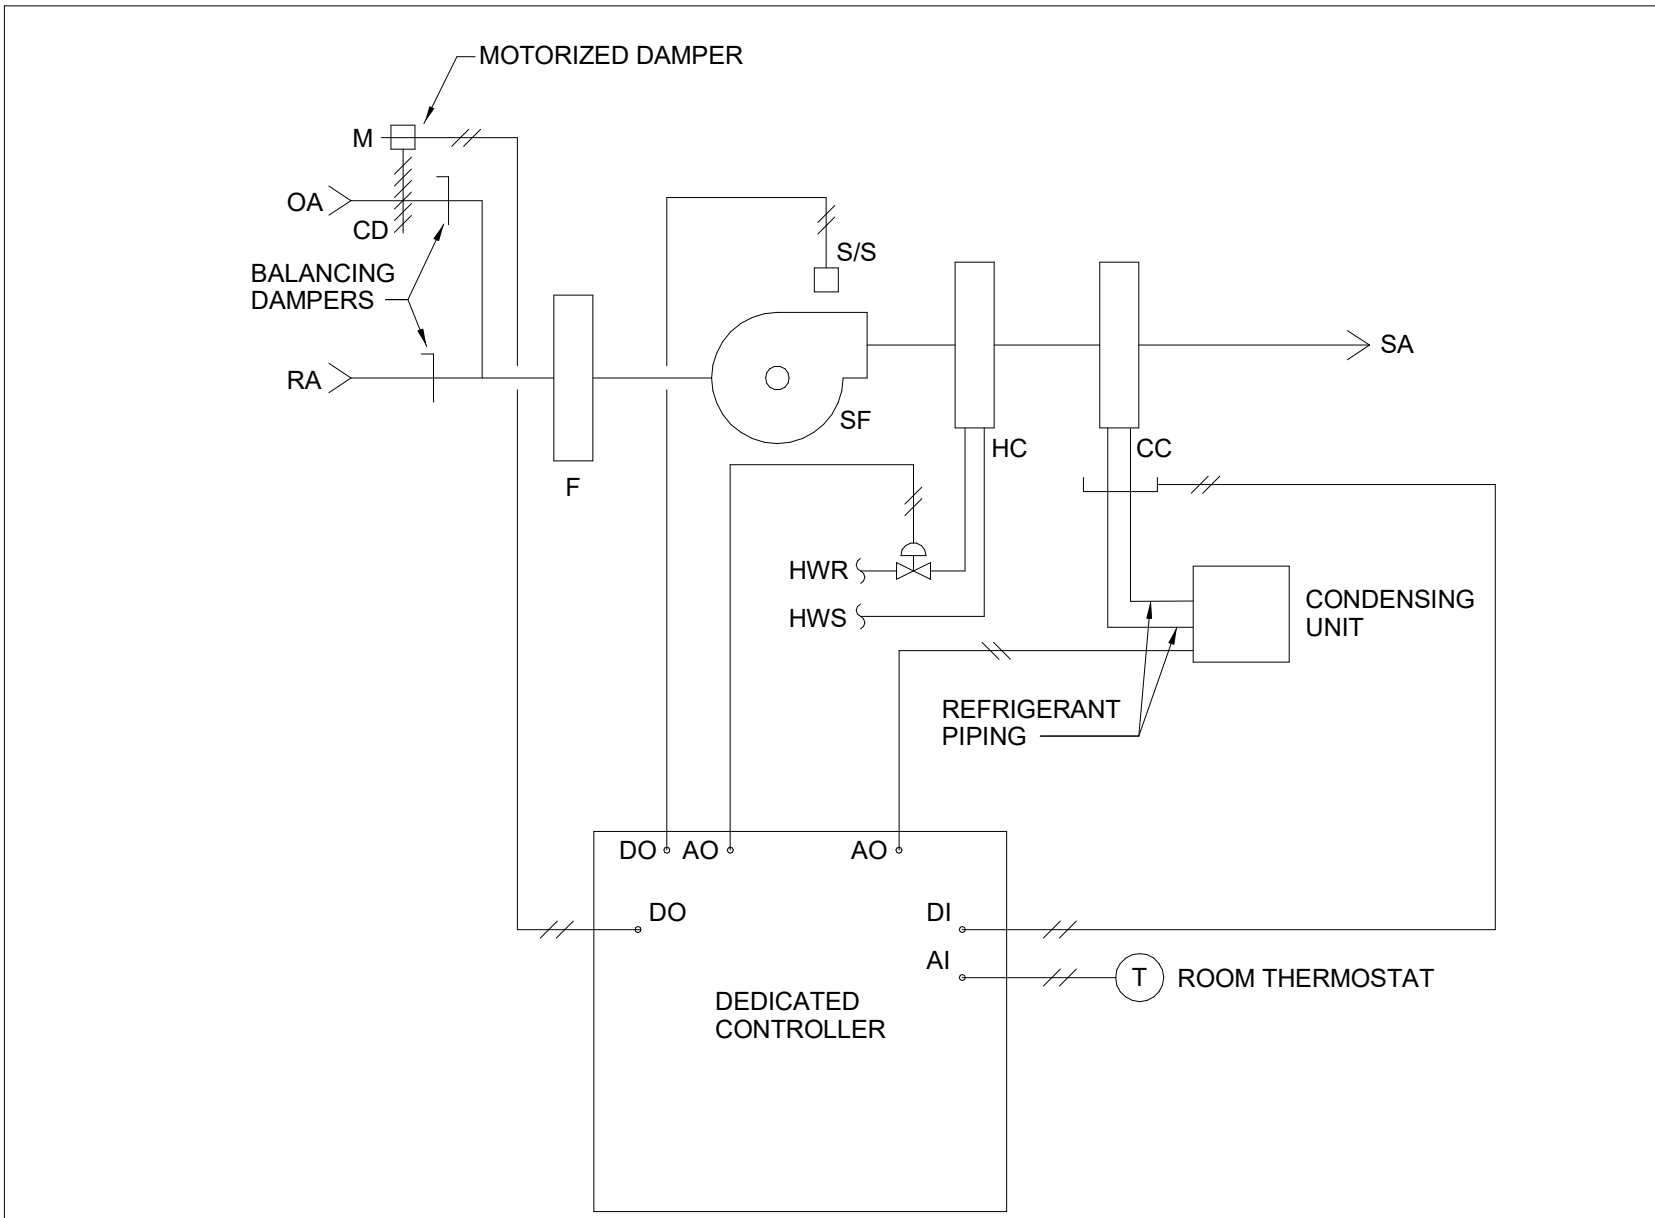 MOTORIZED DAMPER
M
OA
CD
S/S
BALANCING
DAMPERS
SA
RA
SF
HC
CC
F
HWR
CONDENSING
UNIT
HWS
REFRIGERANT
PIPING
DO
AO
AO
DO
DI
AI
T
ROOM THERMOSTAT
DEDICATED
CONTROLLER